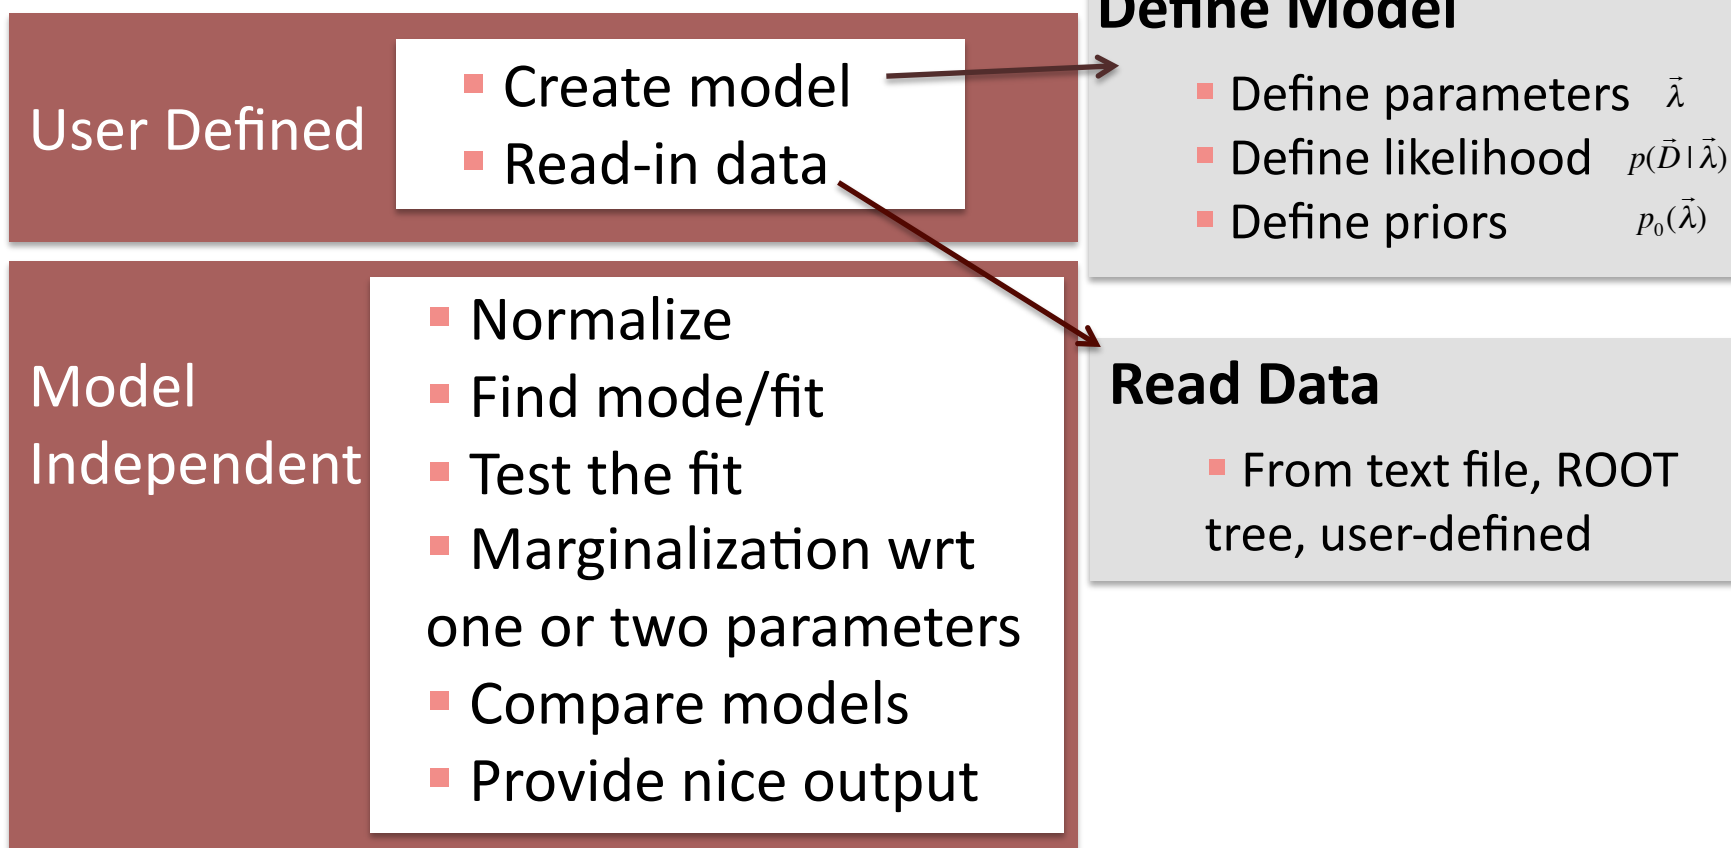 User Defined
Create model
Read-in data
Define Model
Define parameters λ⃗
Define likelihood p(D⃗ | λ⃗)
Define priors p₀(λ⃗)
Model
Independent
Normalize
Find mode/fit
Test the fit
Marginalization wrt
one or two parameters
Compare models
Provide nice output
Read Data
From text file, ROOT
tree, user-defined